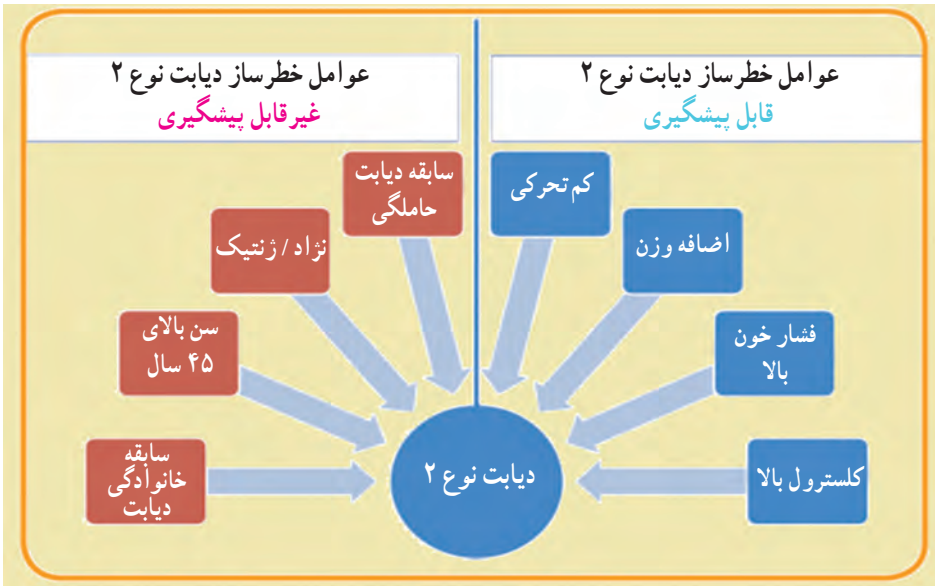 عوامل خطرساز دیابت نوع ۲
قابل پیشگیری
عوامل خطرساز دیابت نوع ۲
غیرقابل پیشگیری
کم تحرکی
اضافه وزن
فشار خون
بالا
کلسترول بالا
سابقه دیابت
حاملگی
نژاد / ژنتیک
سن بالای
۴۵ سال
سابقه
خانوادگی
دیابت
دیابت نوع ۲